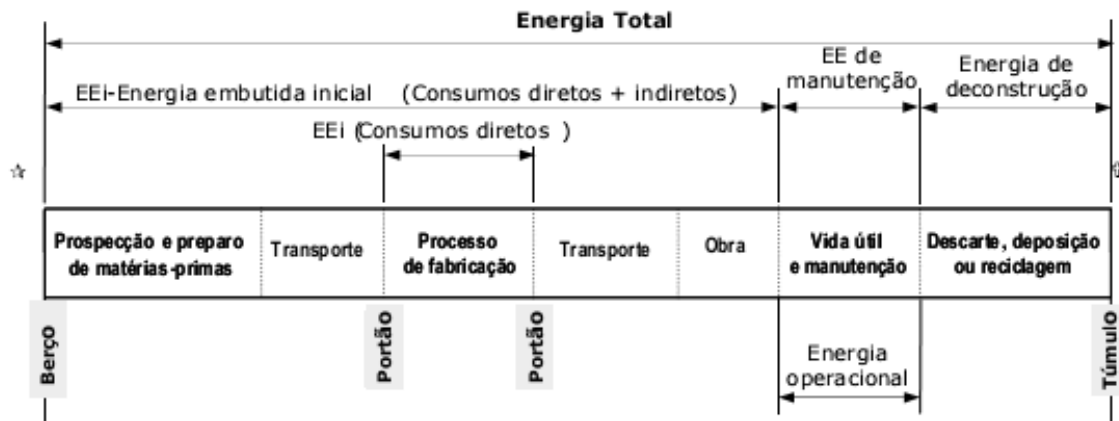 Energia Total
EEi-Energia embutida inicial (Consumos diretos + indiretos)
EE de
manutenção
Energia de
deconstrução
EEi (Consumos diretos )
Prospecção e preparo
de matérias-primas
Transporte
Processo
de fabricação
Transporte
Obra
Vida útil
e manutenção
Descarte, deposição
ou reciclagem
Berço
Portão
Portão
Energia
operacional
Túmulo